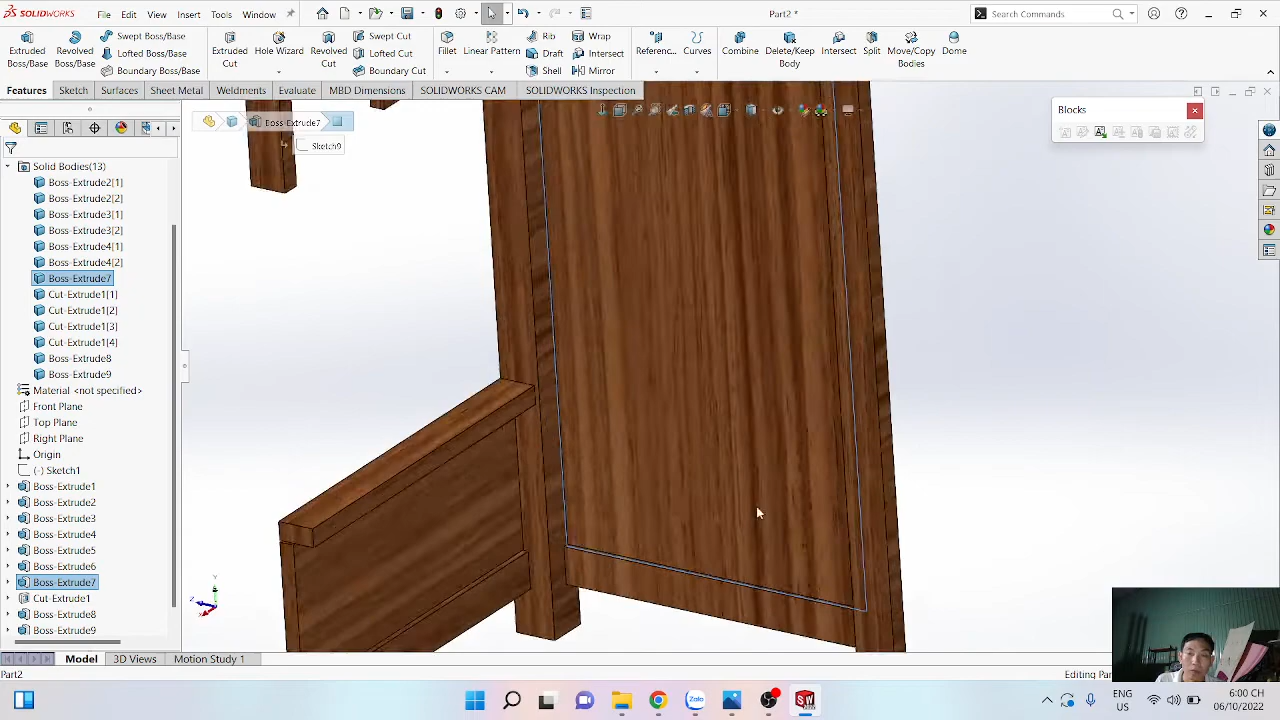 SOLIDWORKS File Edit View Insert Tools Window Part2 * Search Commands
Extruded Boss/Base Revolved Boss/Base Swept Boss/Base Lofted Boss/Base Boundary Boss/Base Extruded Cut Hole Wizard Revolved Cut Swept Cut Lofted Cut Boundary Cut Fillet Linear Pattern Rib Draft Shell Wrap Intersect Mirror Referenc... Curves Combine Delete/Keep Body Intersect Split Move/Copy Bodies Dome
Features Sketch Surfaces Sheet Metal Weldments Evaluate MBD Dimensions SOLIDWORKS CAM SOLIDWORKS Inspection
Blocks
Boss-Extrude7
Sketch9
Solid Bodies(13)
Boss-Extrude2[1]
Boss-Extrude2[2]
Boss-Extrude3[1]
Boss-Extrude3[2]
Boss-Extrude4[1]
Boss-Extrude4[2]
Boss-Extrude7
Cut-Extrude1[1]
Cut-Extrude1[2]
Cut-Extrude1[3]
Cut-Extrude1[4]
Boss-Extrude8
Boss-Extrude9
Material <not specified>
Front Plane
Top Plane
Right Plane
Origin
(-) Sketch1
Boss-Extrude1
Boss-Extrude2
Boss-Extrude3
Boss-Extrude4
Boss-Extrude5
Boss-Extrude6
Boss-Extrude7
Cut-Extrude1
Boss-Extrude8
Boss-Extrude9
Y
Z
X
Model 3D Views Motion Study 1
Part2 Editing
Zalo SW
ENG
US
6:00 CH
06/10/2022